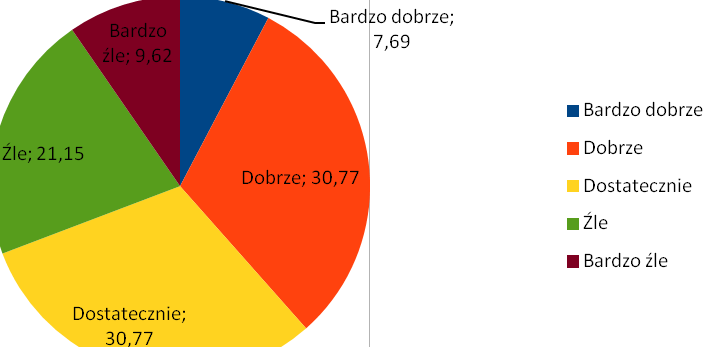 Bardzo dobrze;
7,69
Bardzo
źle; 9,62
Źle; 21,15
Dobrze; 30,77
Dostatecznie;
30,77
Bardzo dobrze
Dobrze
Dostatecznie
Źle
Bardzo źle